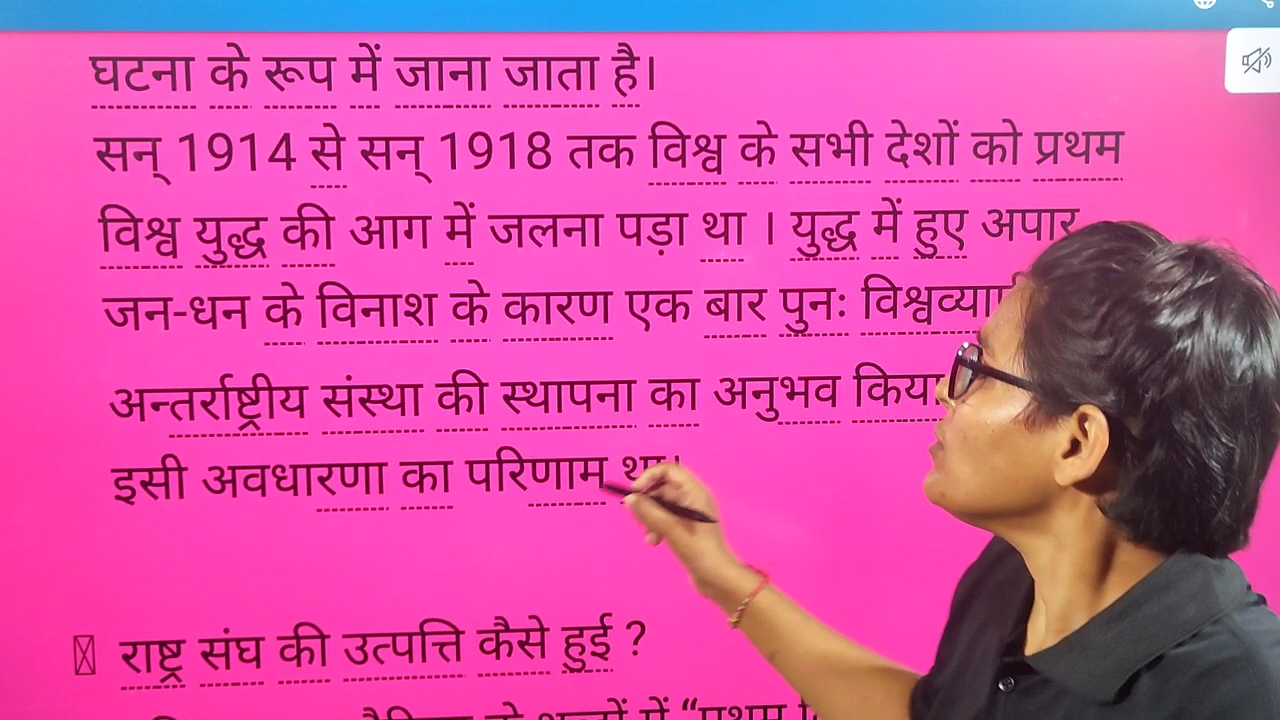 घटना के रूप में जाना जाता है।
सन् 1914 से सन् 1918 तक विश्व के सभी देशों को प्रथम
विश्व युद्ध की आग में जलना पड़ा था । युद्ध में हुए अपार
जन-धन के विनाश के कारण एक बार पुनः
अन्तर्राष्ट्रीय संस्था की स्थापना का अनुभव
इसी अवधारणा का परिणाम था।
राष्ट्र संघ की उत्पत्ति कैसे हुई ?